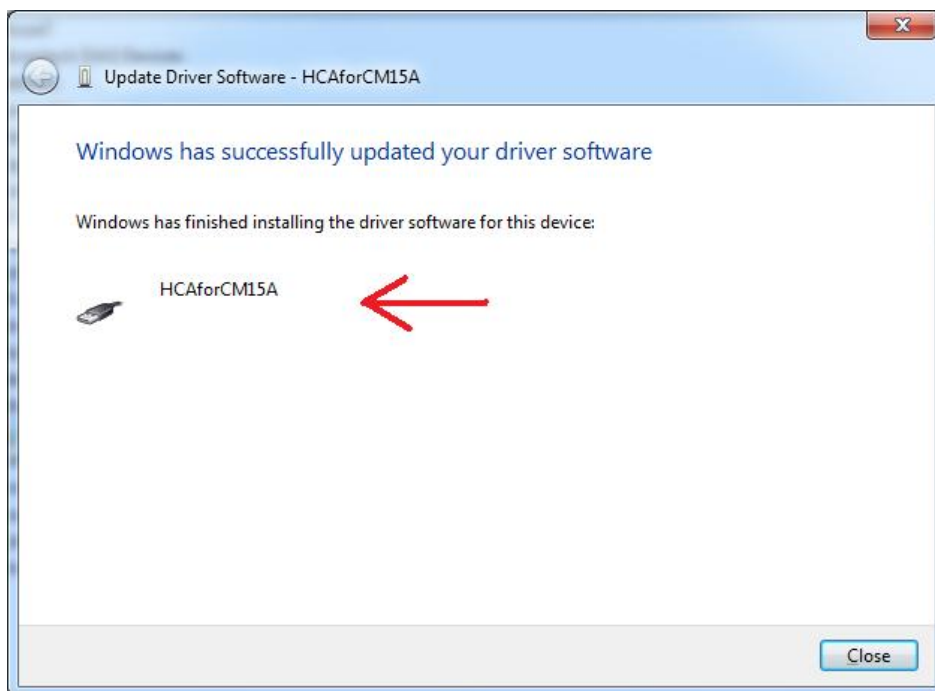 Update Driver Software - HCAforCM15A
Windows has successfully updated your driver software
Windows has finished installing the driver software for this device:
HCAforCM15A
Close